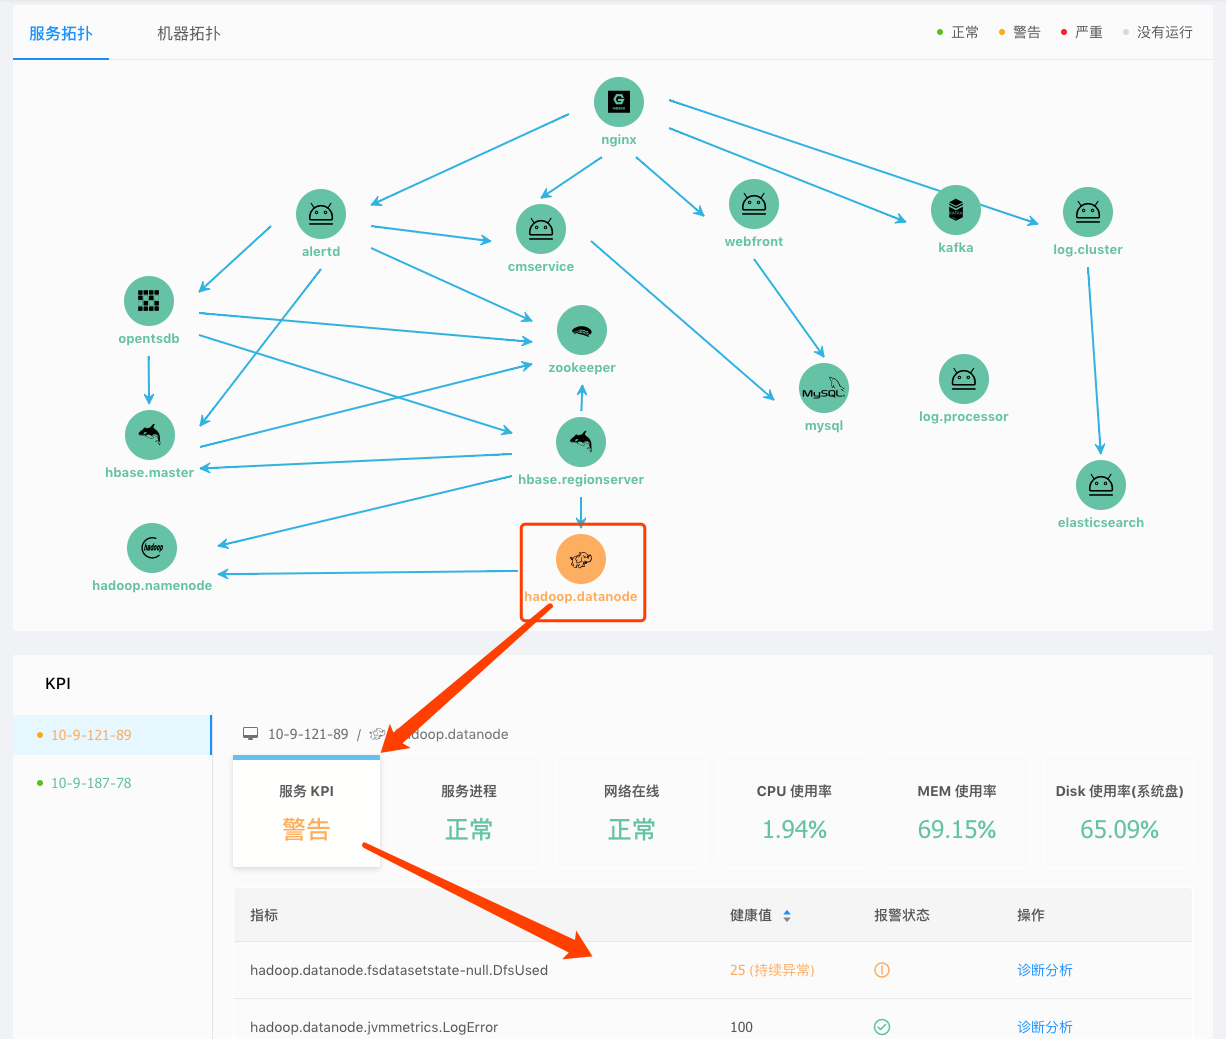 服务拓扑 机器拓扑 正常 警告 严重 没有运行
nginx
alertd
cmservice
webfront
kafka
log.cluster
opentsdb
zookeeper
MySQL
mysql
log.processor
hbase.master
hbase.regionserver
elasticsearch
hadoop
hadoop.namenode
hadoop.datanode
KPI
10-9-121-89
10-9-187-78
10-9-121-89 / doop.datanode
服务 KPI 服务进程 网络在线 CPU 使用率 MEM 使用率 Disk 使用率(系统盘)
警告 正常 正常 1.94% 69.15% 65.09%
指标 健康值 报警状态 操作
hadoop.datanode.fsdatasetstate-null.DfsUsed 25 (持续异常) 诊断分析
hadoop.datanode.jvmmetrics.LogError 100 诊断分析